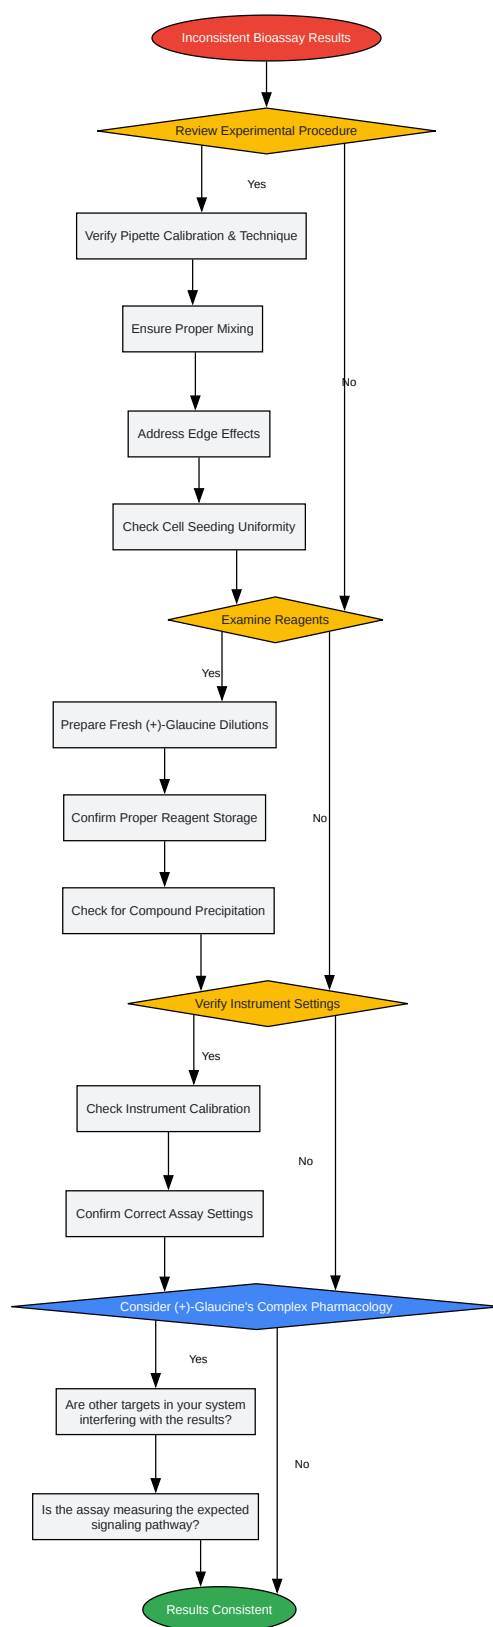 Inconsistent Bioassay Results
Review Experimental Procedure
Yes
Verify Pipette Calibration & Technique
Ensure Proper Mixing
No
Address Edge Effects
Check Cell Seeding Uniformity
Examine Reagents
Yes
Prepare Fresh (+)-Glaucine Dilutions
Confirm Proper Reagent Storage
No
Check for Compound Precipitation
Verify Instrument Settings
Yes
Check Instrument Calibration
No
Confirm Correct Assay Settings
Consider (+)-Glaucine's Complex Pharmacology
Yes
Are other targets in your system
interfering with the results?
No
Is the assay measuring the expected
signaling pathway?
Results Consistent